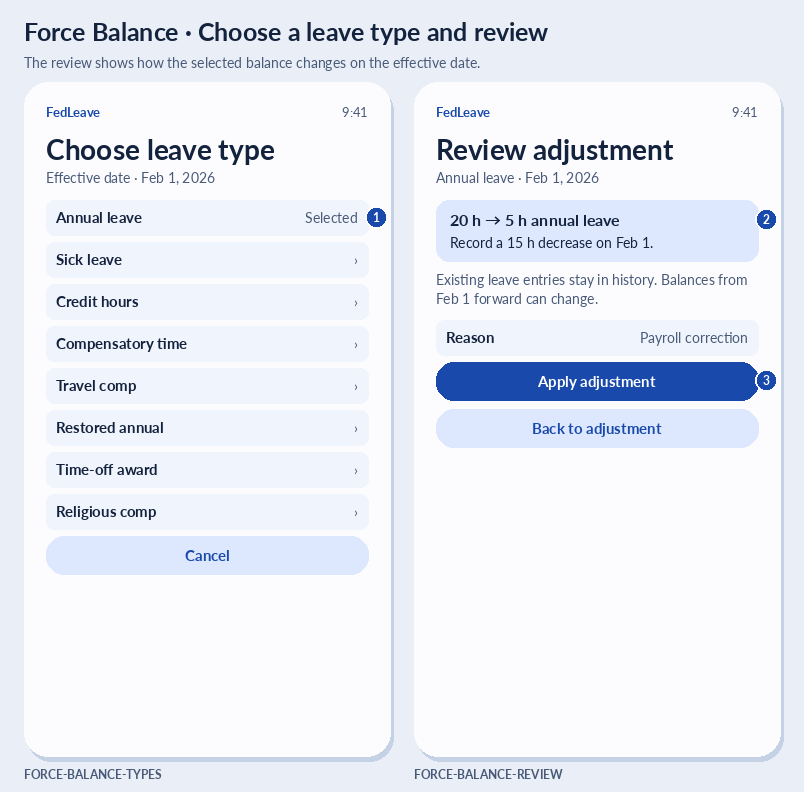 Force Balance · Choose a leave type and review
The review shows how the selected balance changes on the effective date.
FedLeave 9:41
Choose leave type
Effective date · Feb 1, 2026
Annual leave Selected 1
Sick leave ›
Credit hours ›
Compensatory time ›
Travel comp ›
Restored annual ›
Time-off award ›
Religious comp ›
Cancel
FORCE-BALANCE-TYPES
FedLeave 9:41
Review adjustment
Annual leave · Feb 1, 2026
20 h → 5 h annual leave 2
Record a 15 h decrease on Feb 1.
Existing leave entries stay in history. Balances from
Feb 1 forward can change.
Reason Payroll correction
Apply adjustment 3
Back to adjustment
FORCE-BALANCE-REVIEW